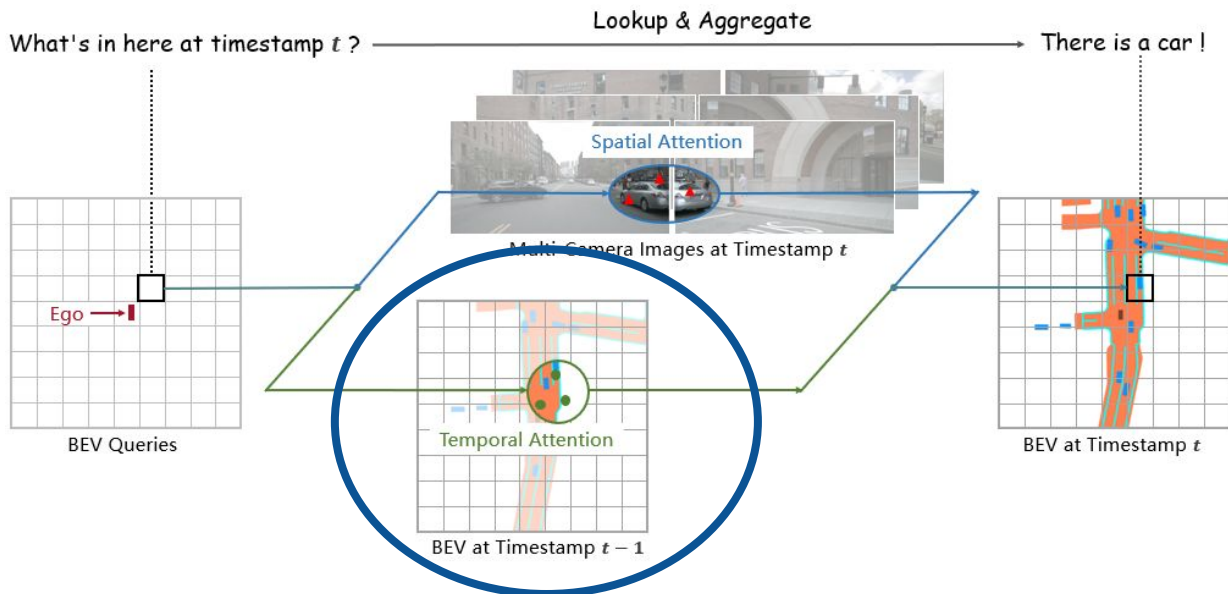 Lookup & Aggregate
What's in here at timestamp t ?
There is a car !
Spatial Attention
Multi-Camera Images at Timestamp t
Ego
Temporal Attention
BEV Queries
BEV at Timestamp t
BEV at Timestamp t − 1